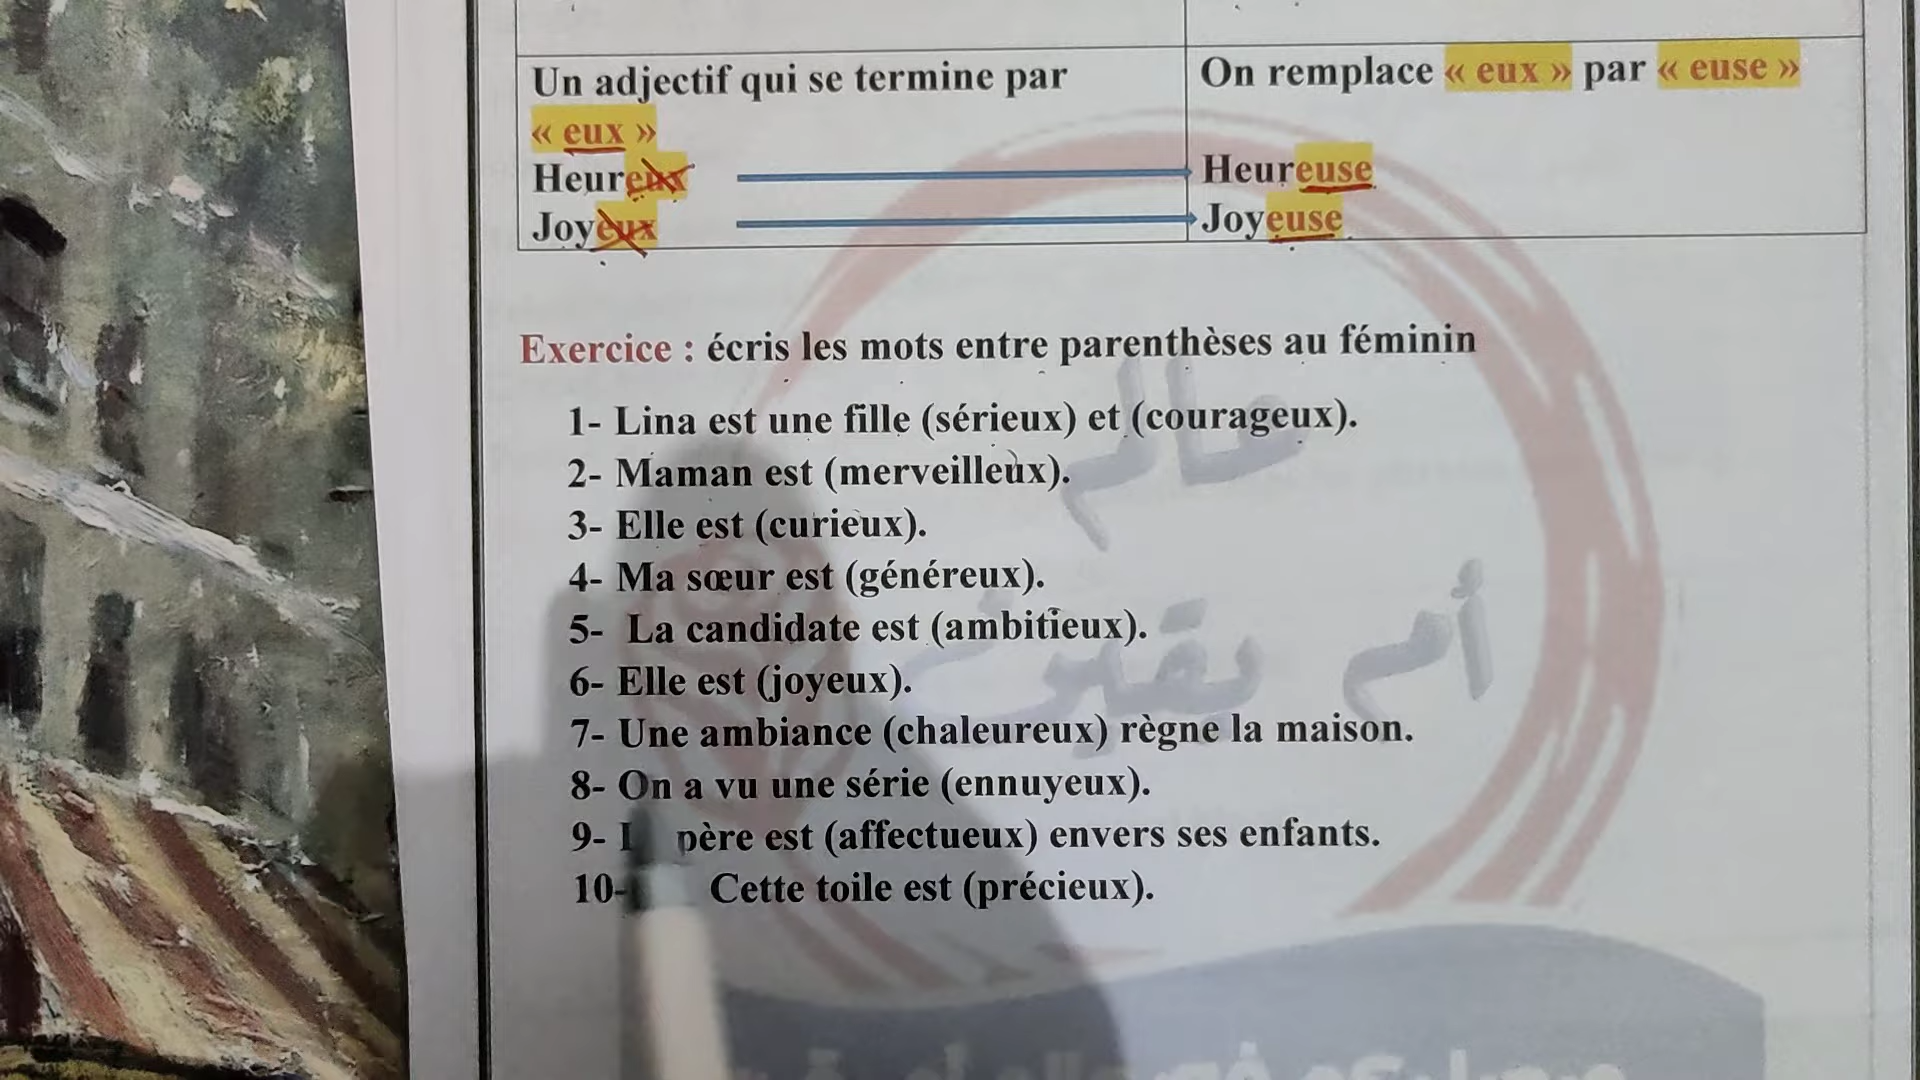 Un adjectif qui se termine par
« eux »
Heureux
Joyeux
On remplace « eux » par « euse »
Heureuse
Joyeuse
Exercice : écris les mots entre parenthèses au féminin
1- Lina est une fille (sérieux) et (courageux).
2- Maman est (merveilleux).
3- Elle est (curieux).
4- Ma sœur est (généreux).
5- La candidate est (ambitieux).
6- Elle est (joyeux).
7- Une ambiance (chaleureux) règne la maison.
8- On a vu une série (ennuyeux).
9- père est (affectueux) envers ses enfants.
10- Cette toile est (précieux).
عالم
أم يقين